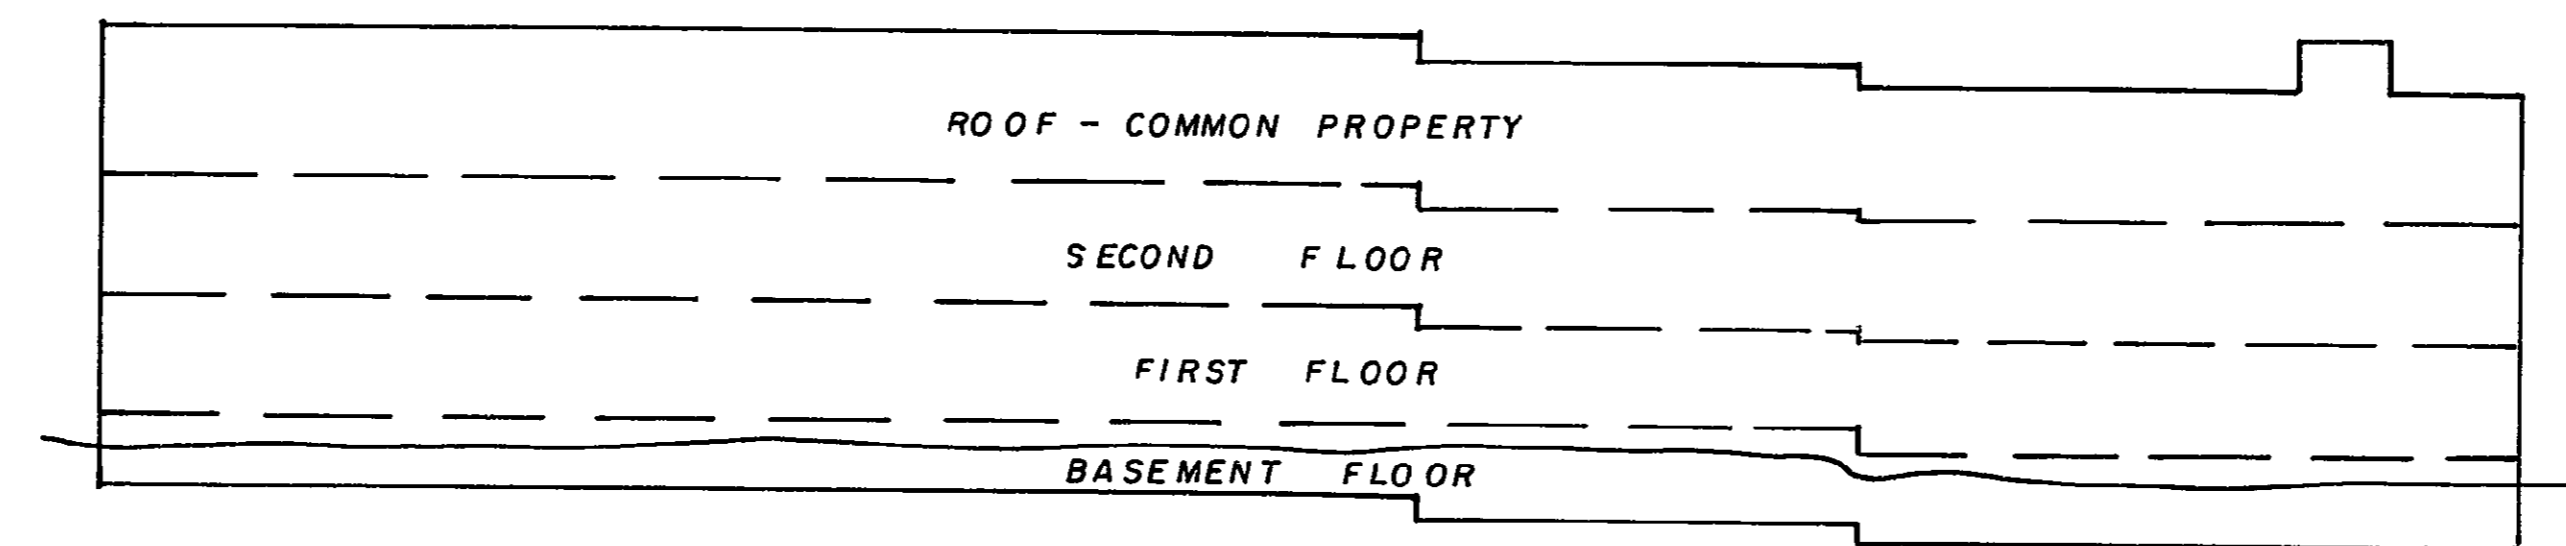 ROOF - COMMON PROPERTY
SECOND FLOOR
FIRST FLOOR
BASEMENT FLOOR